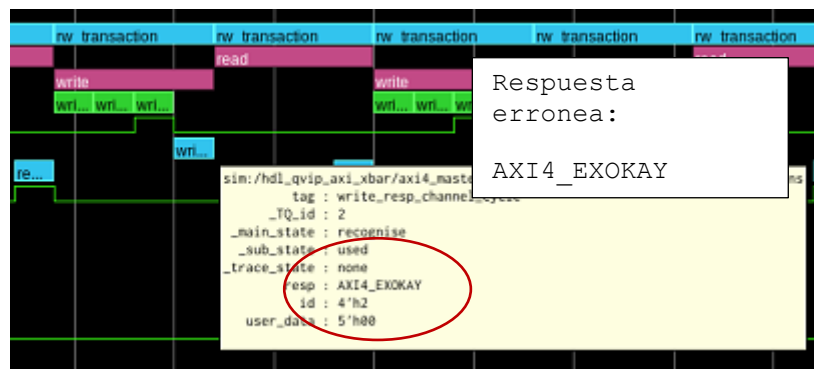 rw_transaction rw_transaction rw_transaction rw_transaction rw_transaction
read
write write
wri... wri... wri... wri... wri...
wri...
re...
Respuesta
erronea:
AXI4_EXOKAY
sim:/hdl_qvip_axi_xbar/axi4_maste
tag : write_resp_channel_cycle
_TQ_id : 2
_main_state : recognise
_sub_state : used
_trace_state : none
resp : AXI4_EXOKAY
id : 4'h2
user_data : 5'h00